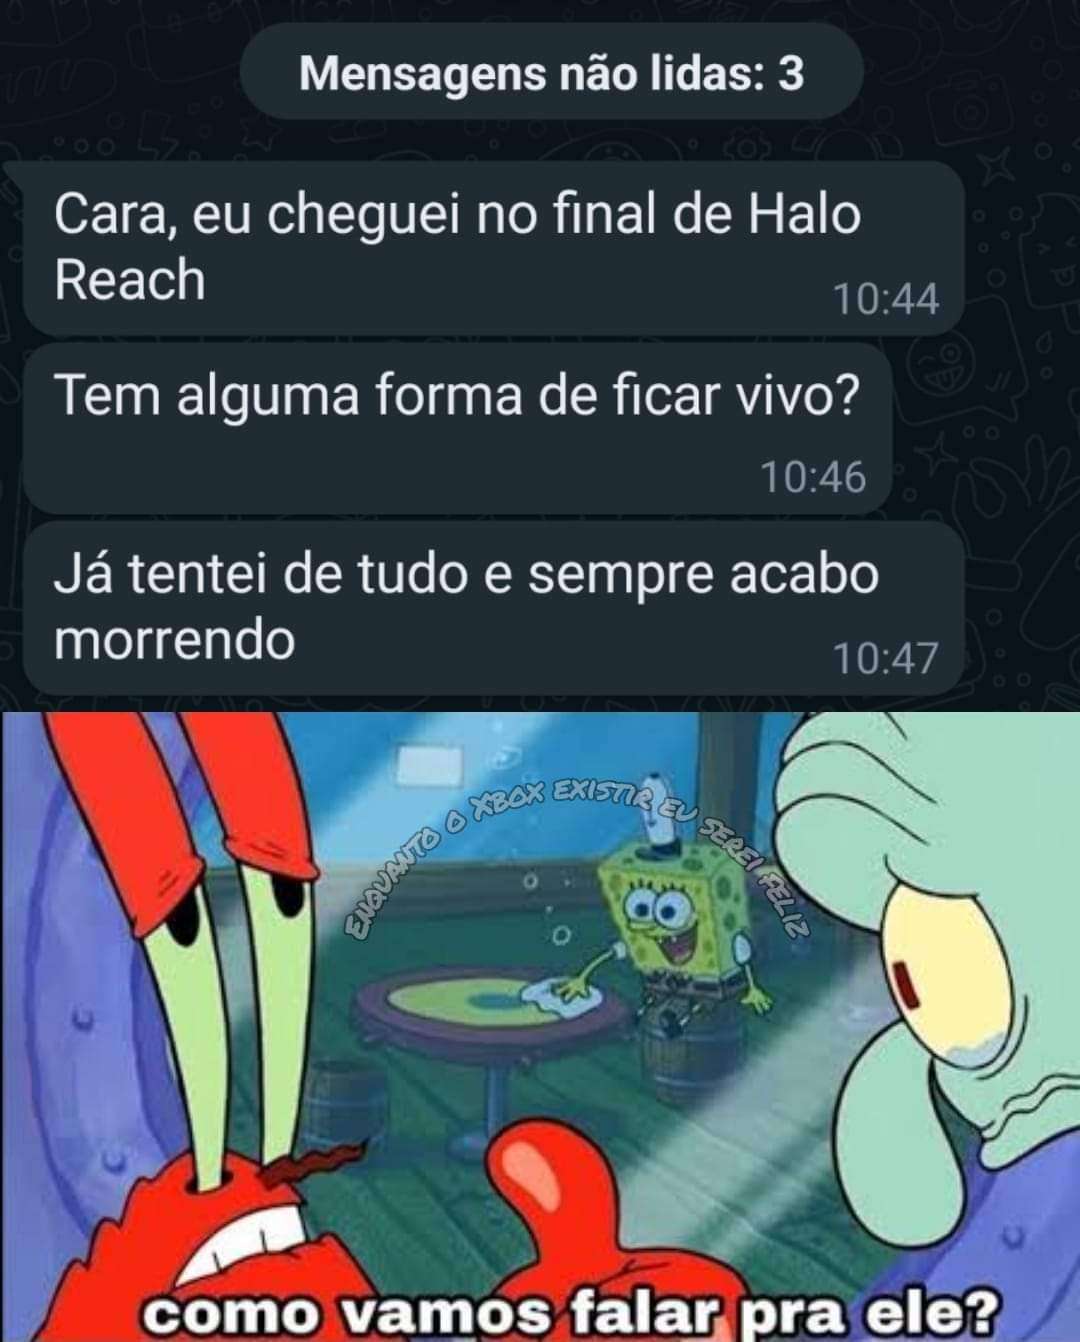 Mensagens não lidas: 3
Cara, eu cheguei no final de Halo
Reach
10:44
Tem alguma forma de ficar vivo?
10:46
Já tentei de tudo e sempre acabo
morrendo
10:47
ENQUANTO O XBOX EXISTIR EU SEREI FELIZ
como vamos falar pra ele?